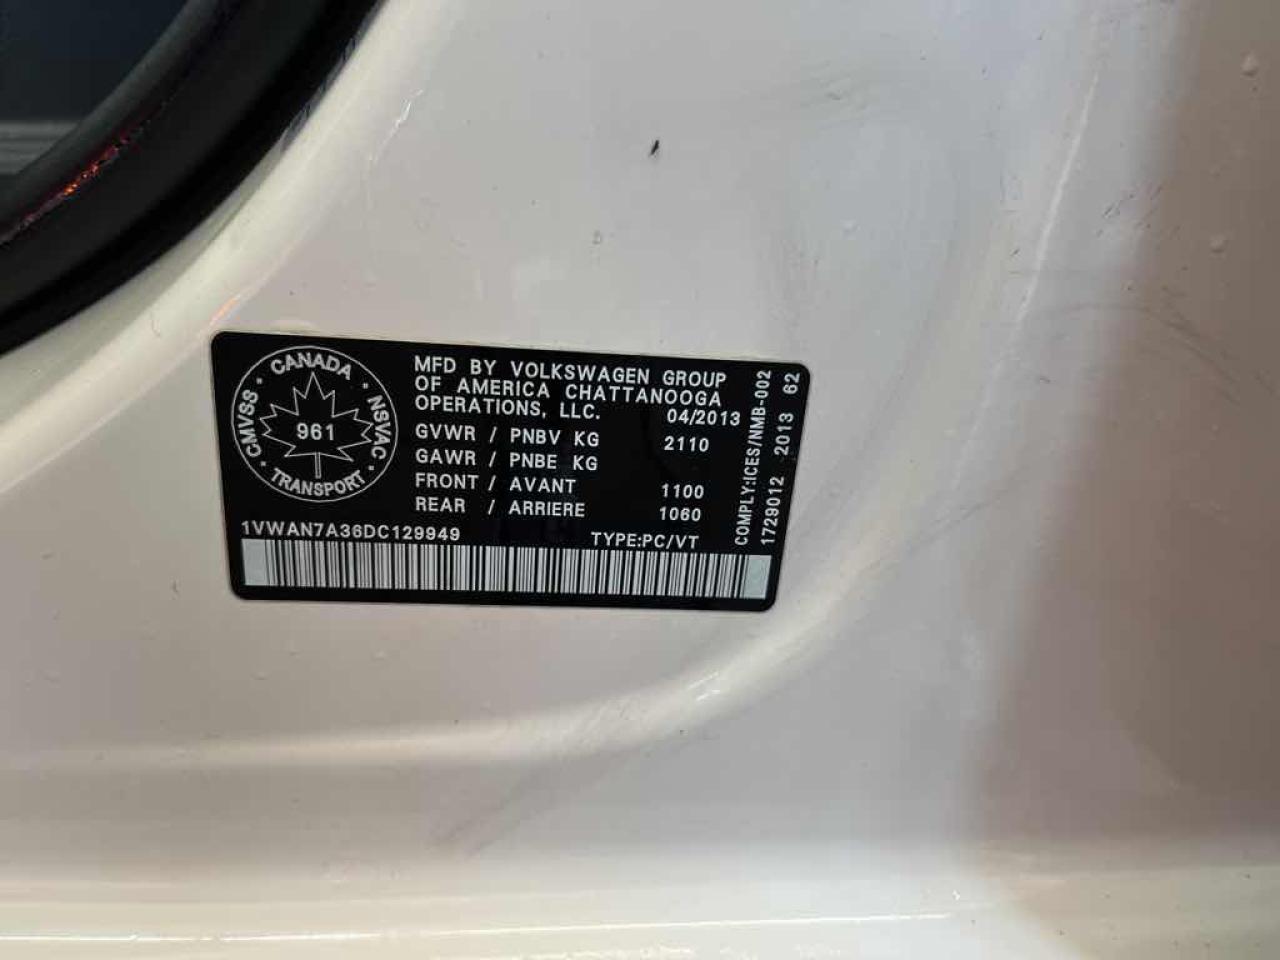 CANADA
CMVSS
NSVAC
961
TRANSPORT
MFD BY VOLKSWAGEN GROUP
OF AMERICA CHATTANOOGA
OPERATIONS, LLC. 04/2013
GVWR / PNBV KG 2110
GAWR / PNBE KG
FRONT / AVANT 1100
REAR / ARRIERE 1060
1VWAN7A36DC129949 TYPE:PC/VT
COMPLY:ICES/NMB-002
1729012 2013 62